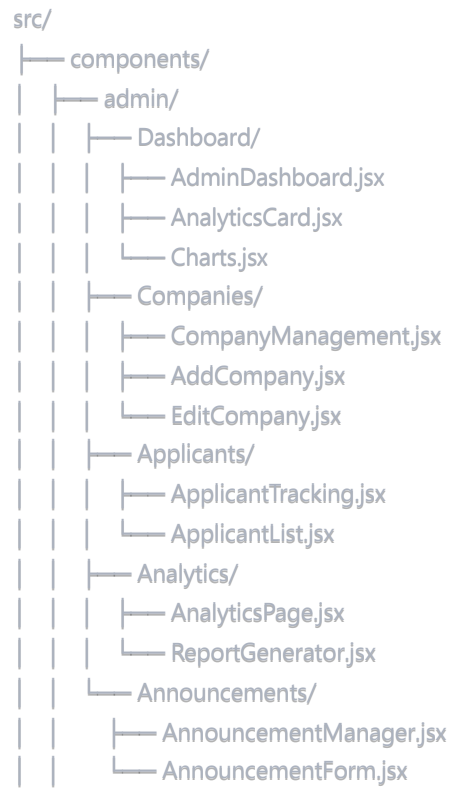 src/
├── components/
│ ├── admin/
│ │ ├── Dashboard/
│ │ │ ├── AdminDashboard.jsx
│ │ │ ├── AnalyticsCard.jsx
│ │ │ └── Charts.jsx
│ │ ├── Companies/
│ │ │ ├── CompanyManagement.jsx
│ │ │ ├── AddCompany.jsx
│ │ │ └── EditCompany.jsx
│ │ ├── Applicants/
│ │ │ ├── ApplicantTracking.jsx
│ │ │ └── ApplicantList.jsx
│ │ ├── Analytics/
│ │ │ ├── AnalyticsPage.jsx
│ │ │ └── ReportGenerator.jsx
│ │ └── Announcements/
│ │     ├── AnnouncementManager.jsx
│ │     └── AnnouncementForm.jsx